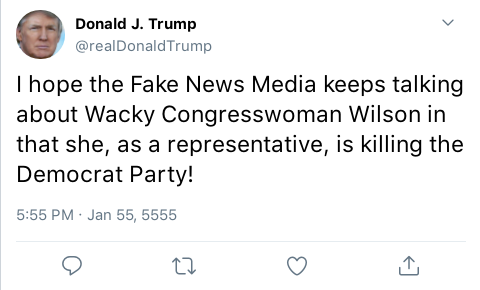 Donald J. Trump
@realDonaldTrump
I hope the Fake News Media keeps talking
about Wacky Congresswoman Wilson in
that she, as a representative, is killing the
Democrat Party!
5:55 PM · Jan 55, 5555